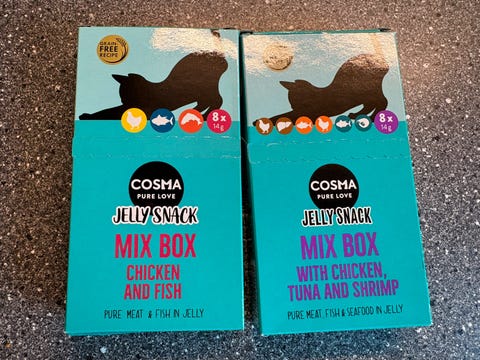 GRAIN
FREE
RECIPE
8x
14g
COSMA
PURE LOVE
JELLY SNACK
MIX BOX
CHICKEN
AND FISH
PURE MEAT & FISH IN JELLY
8x
14g
COSMA
PURE LOVE
JELLY SNACK
MIX BOX
WITH CHICKEN,
TUNA AND SHRIMP
PURE MEAT, FISH & SEAFOOD IN JELLY